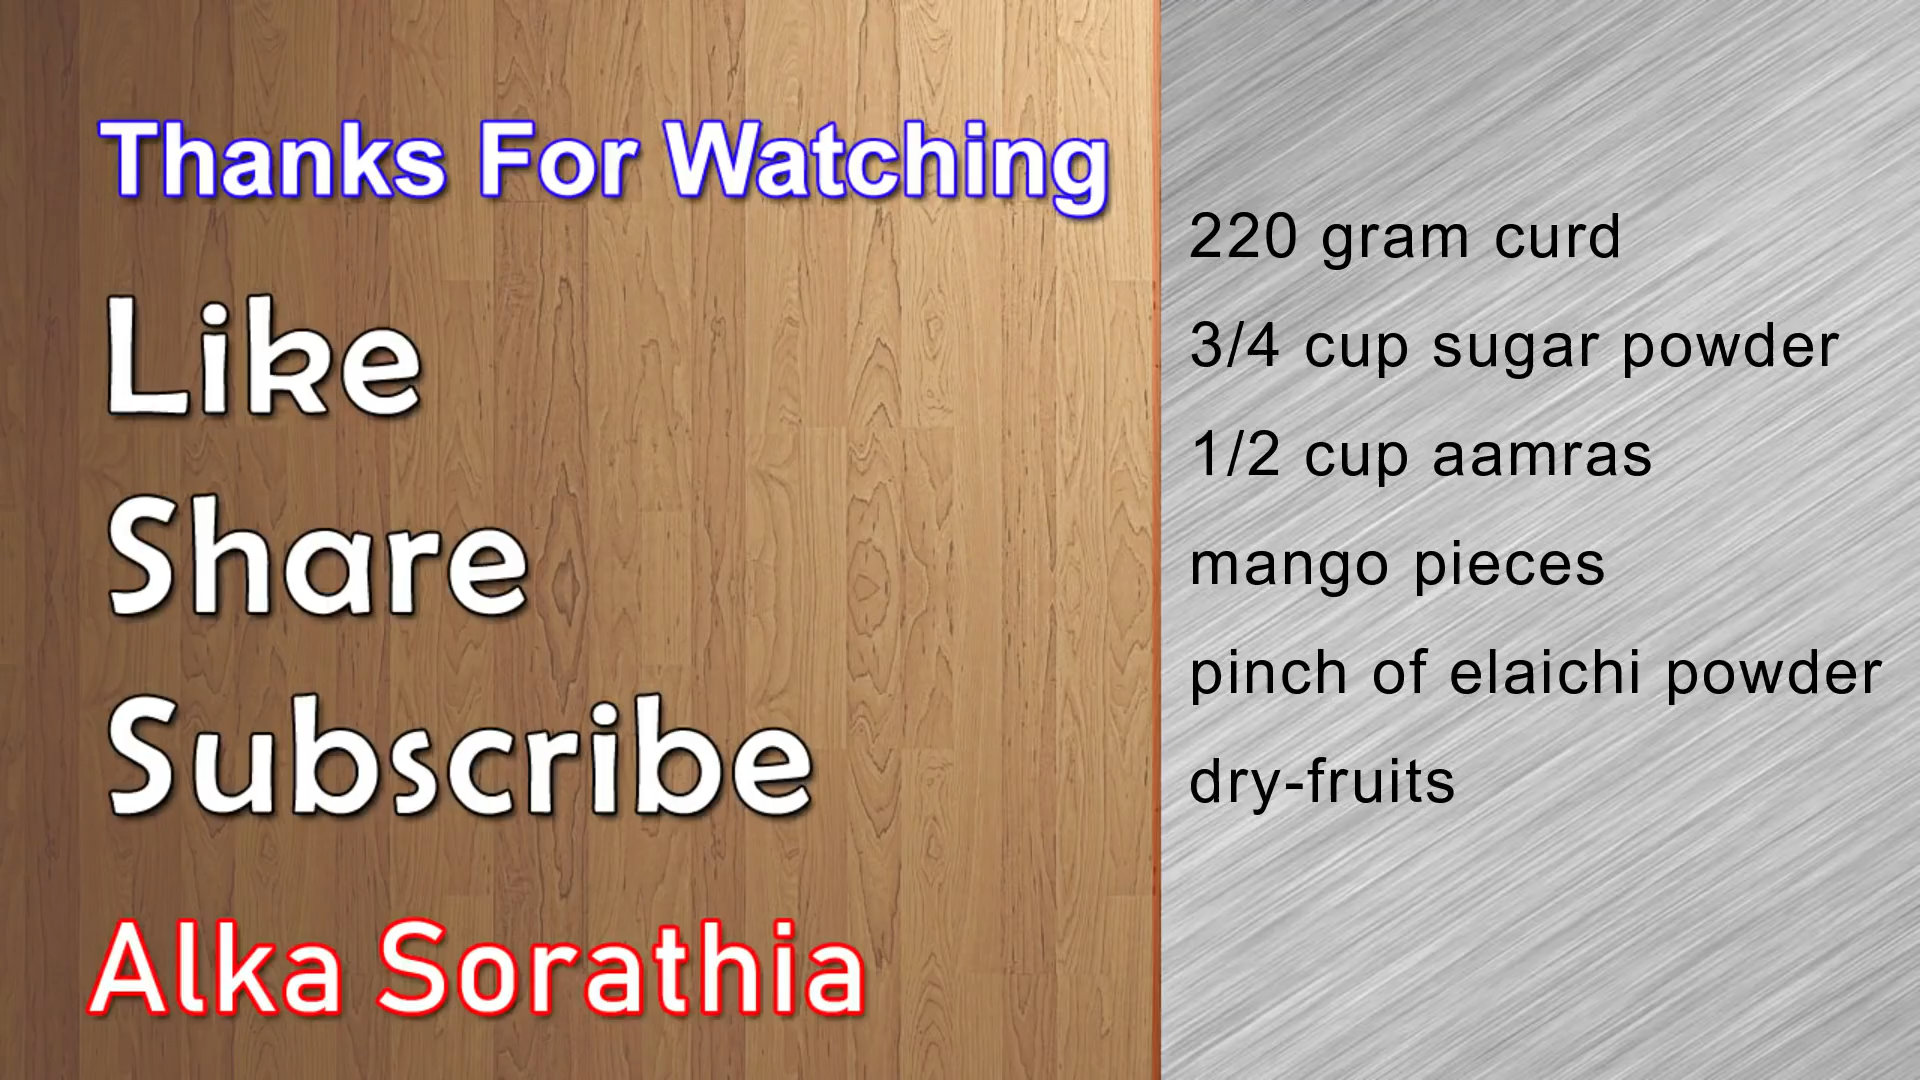 Thanks For Watching
Like
Share
Subscribe
Alka Sorathia
220 gram curd
3/4 cup sugar powder
1/2 cup aamras
mango pieces
pinch of elaichi powder
dry-fruits